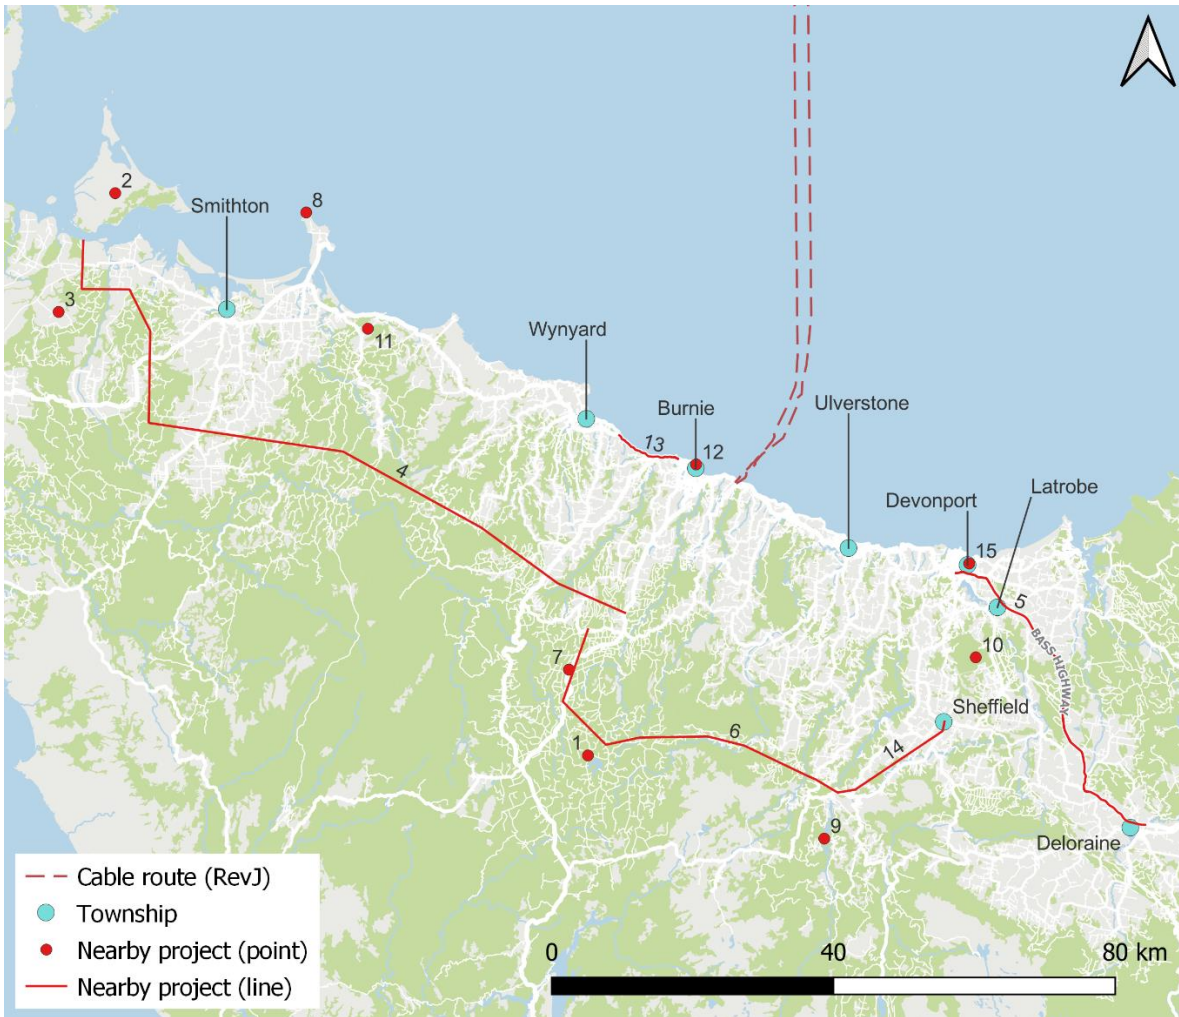 2
8
Smithton
3
11
Wynyard
Burnie
Ulverstone
13
12
4
Devonport
Latrobe
15
5
BASS HIGHWAY
10
7
Sheffield
6
14
1
9
Deloraine
Cable route (RevJ)
Township
Nearby project (point)
Nearby project (line)
0 40 80 km